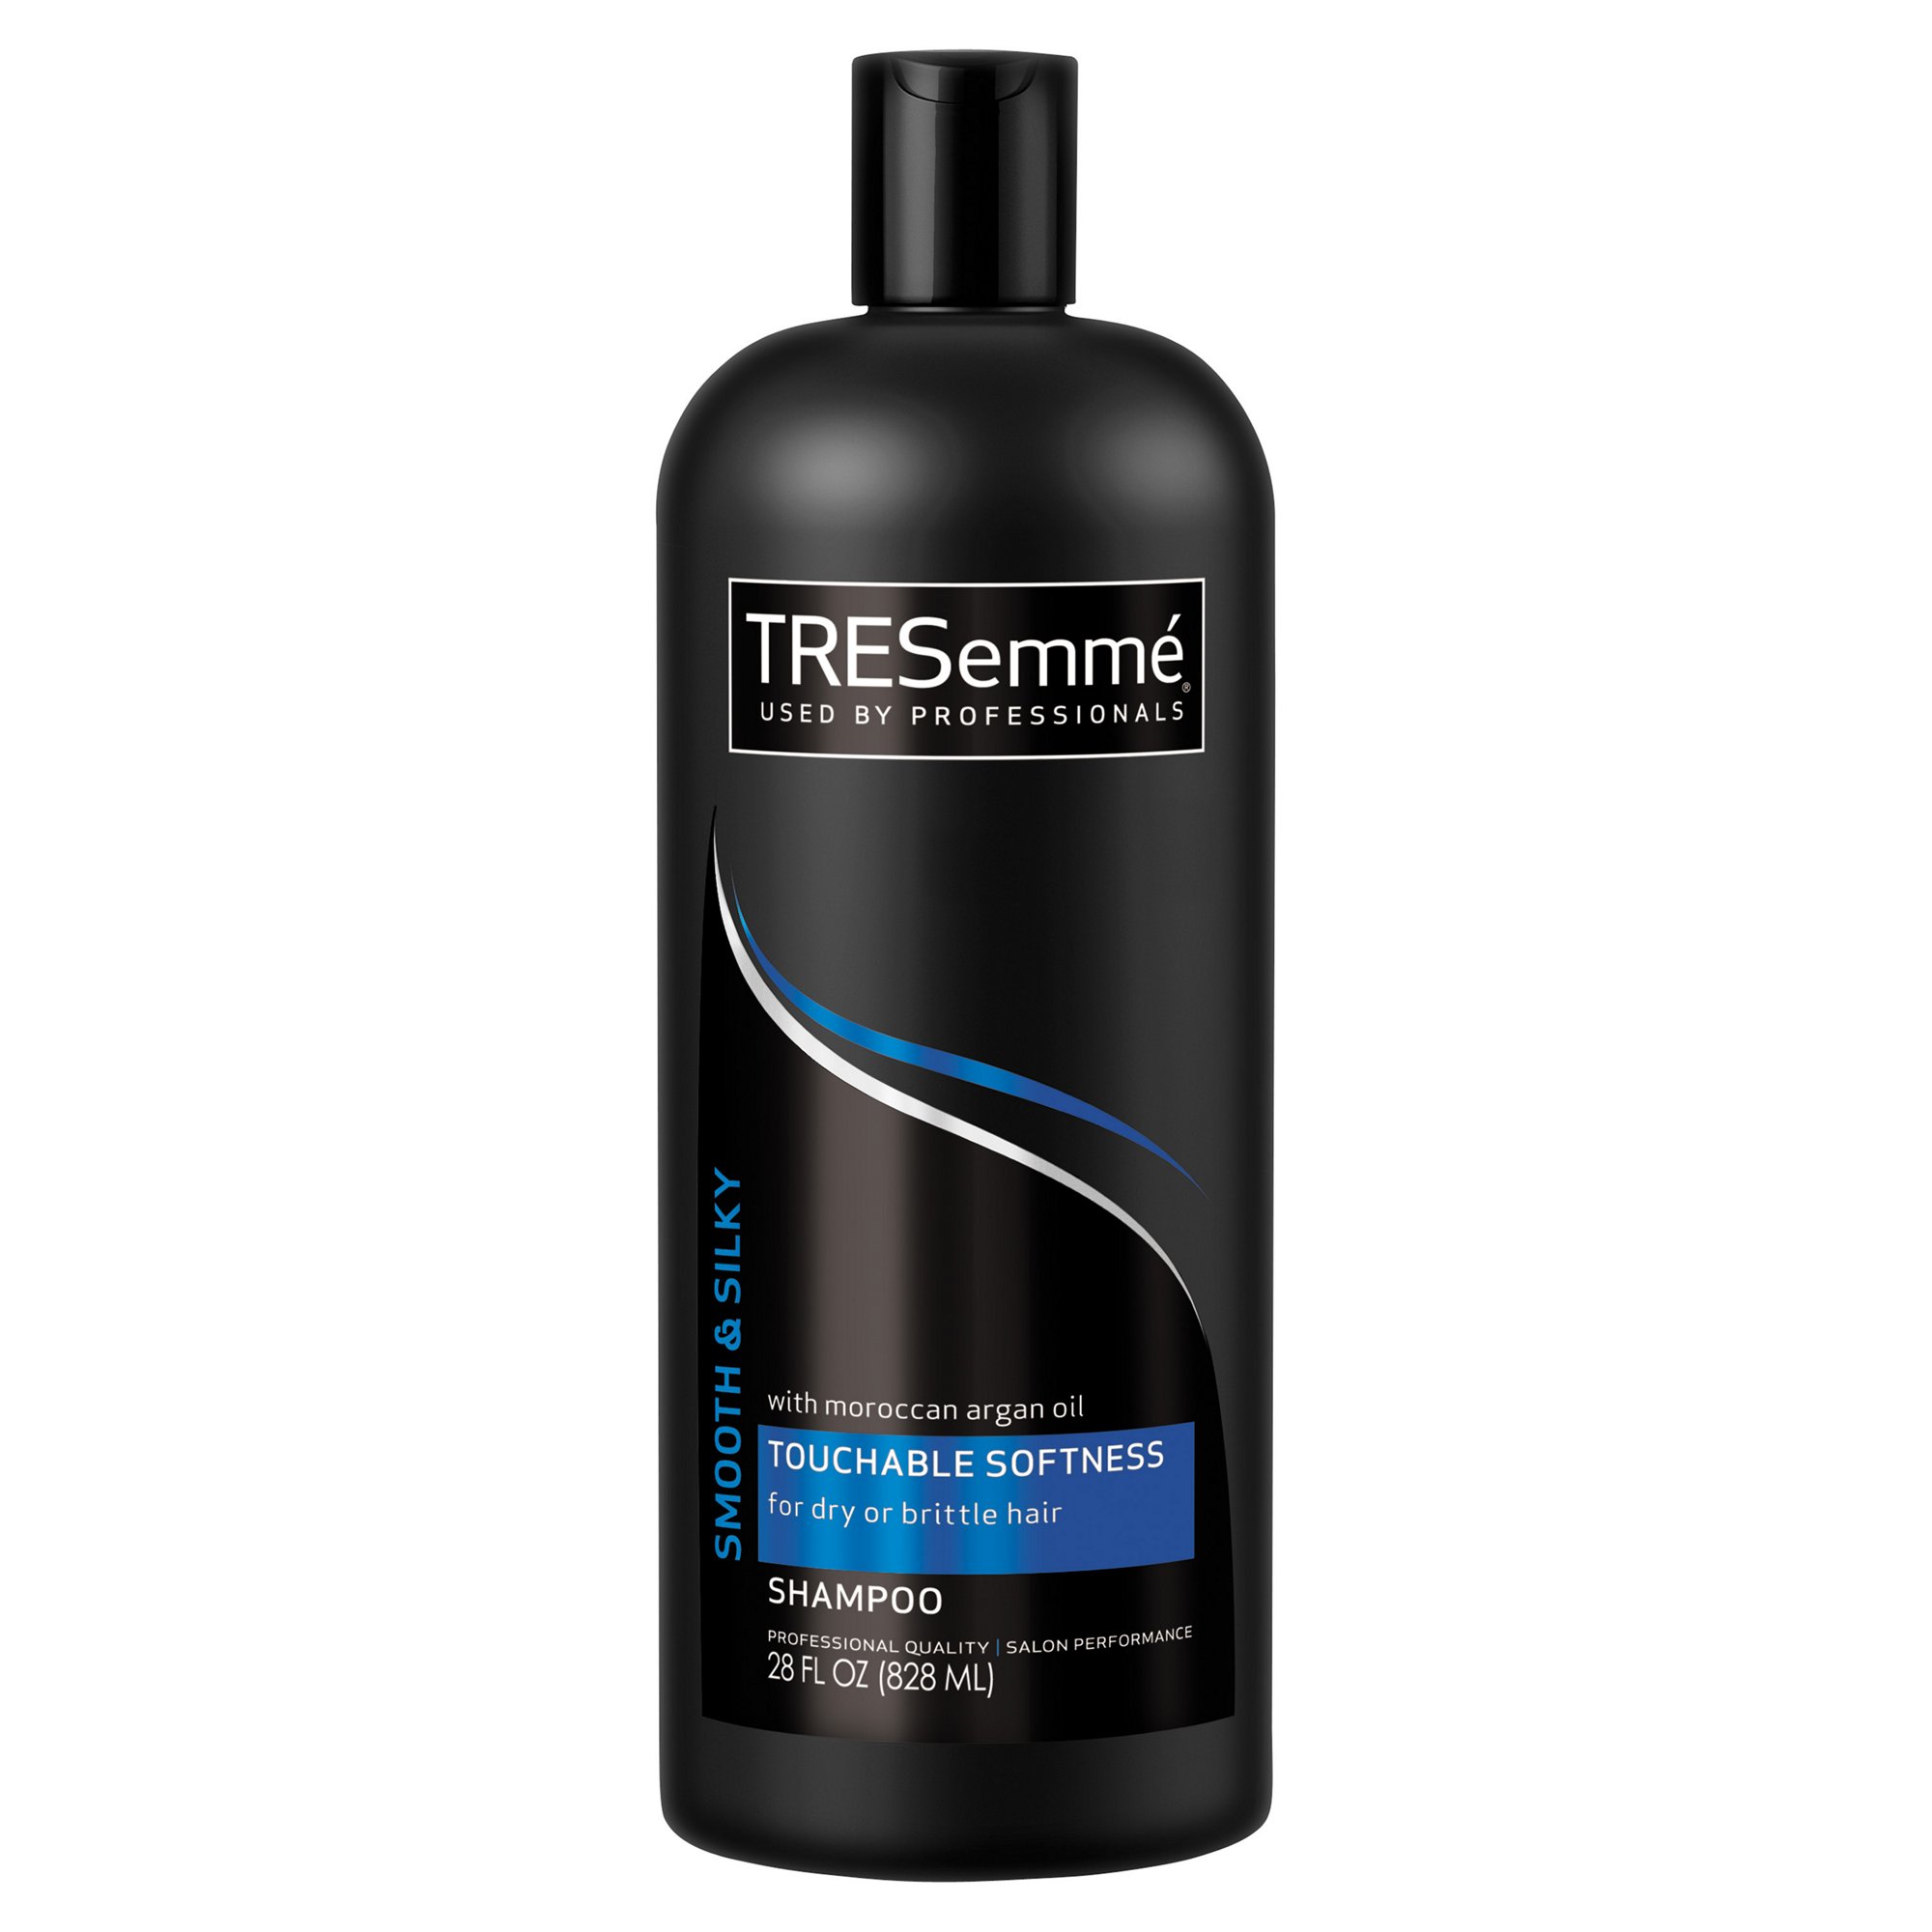 TRESemmé®
USED BY PROFESSIONALS
SMOOTH & SILKY
with moroccan argan oil
TOUCHABLE SOFTNESS
for dry or brittle hair
SHAMPOO
PROFESSIONAL QUALITY | SALON PERFORMANCE
28 FL OZ (828 ML)